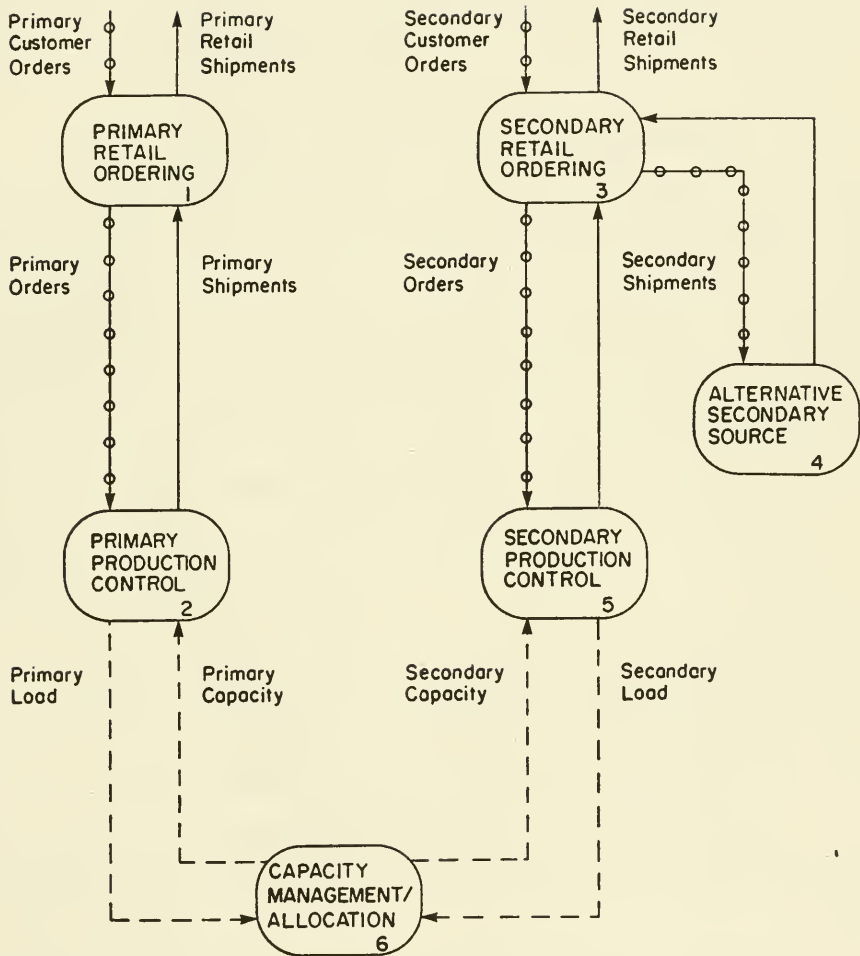 Primary
Customer
Orders
Primary
Retail
Shipments
Secondary
Customer
Orders
Secondary
Retail
Shipments
PRIMARY
RETAIL
ORDERING
1
SECONDARY
RETAIL
ORDERING
3
Primary
Orders
Primary
Shipments
Secondary
Orders
Secondary
Shipments
ALTERNATIVE
SECONDARY
SOURCE
4
PRIMARY
PRODUCTION
CONTROL
2
SECONDARY
PRODUCTION
CONTROL
5
Primary
Load
Primary
Capacity
Secondary
Capacity
Secondary
Load
CAPACITY
MANAGEMENT/
ALLOCATION
6